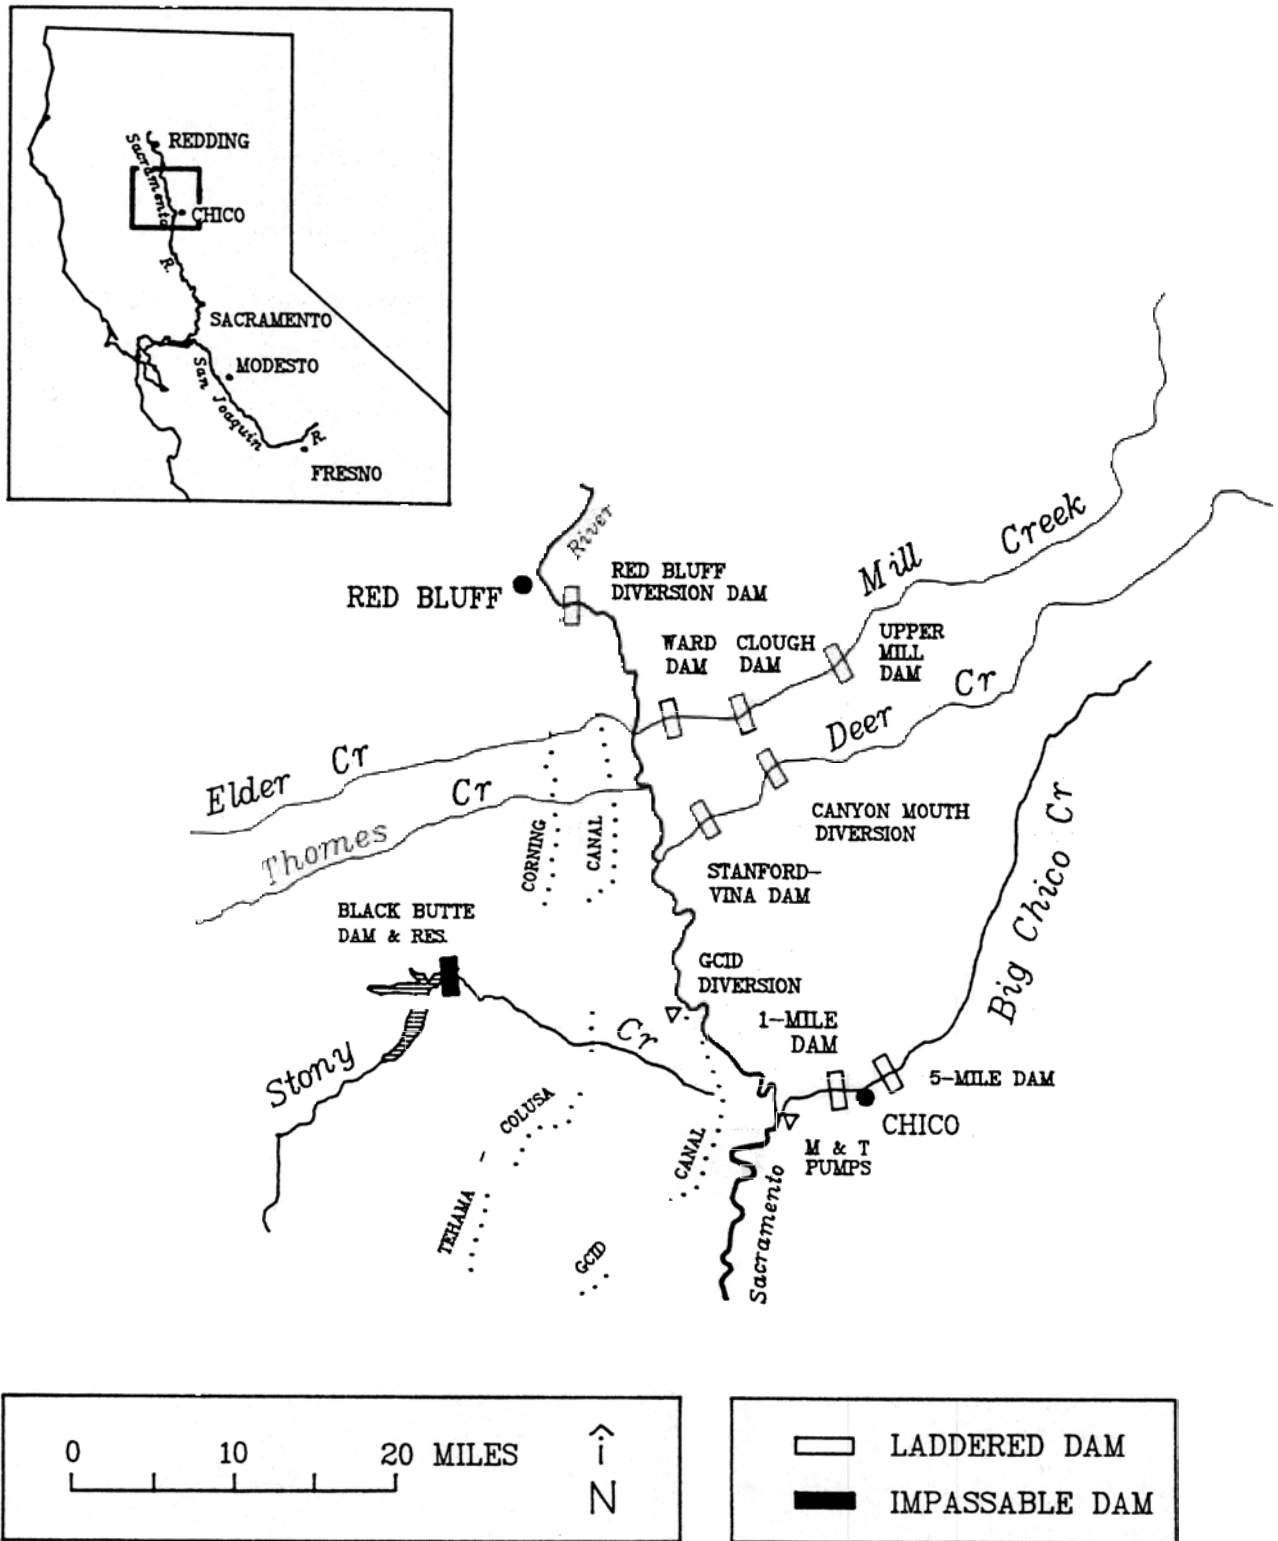 REDDING
Sacramento
CHICO
R.
SACRAMENTO
MODESTO
San Joaquin
R.
FRESNO
River
RED BLUFF
RED BLUFF
DIVERSION DAM
Mill Creek
WARD
DAM
CLOUGH
DAM
UPPER
MILL
DAM
Deer Cr
Elder Cr
Thomes Cr
CORNING
CANAL
CANYON MOUTH
DIVERSION
STANFORD-
VINA DAM
Big Chico Cr
BLACK BUTTE
DAM & RES.
GCID
DIVERSION
1-MILE
DAM
5-MILE DAM
CHICO
Stony Cr
M & T
PUMPS
TEHAMA - COLUSA
CANAL
GCID
Sacramento
0 10 20 MILES
N
LADDERED DAM
IMPASSABLE DAM